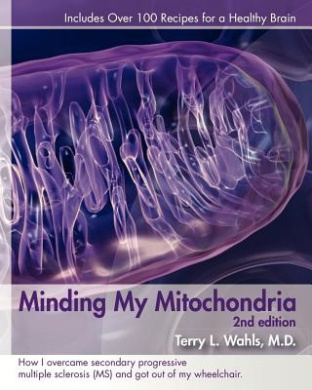 Includes Over 100 Recipes for a Healthy Brain
Minding My Mitochondria
2nd edition
Terry L. Wahls, M.D.
How I overcame secondary progressive
multiple sclerosis (MS) and got out of my wheelchair.